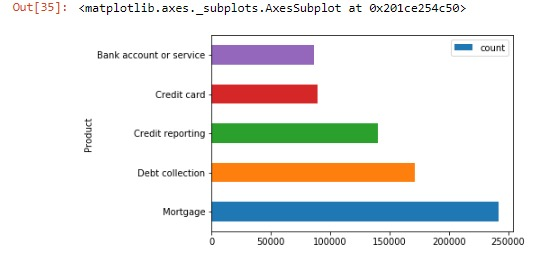 Out[35]: <matplotlib.axes._subplots.AxesSubplot at 0x201ce254c50>
count
Bank account or service
Credit card
Credit reporting
Debt collection
Mortgage
Product
0 50000 100000 150000 200000 250000